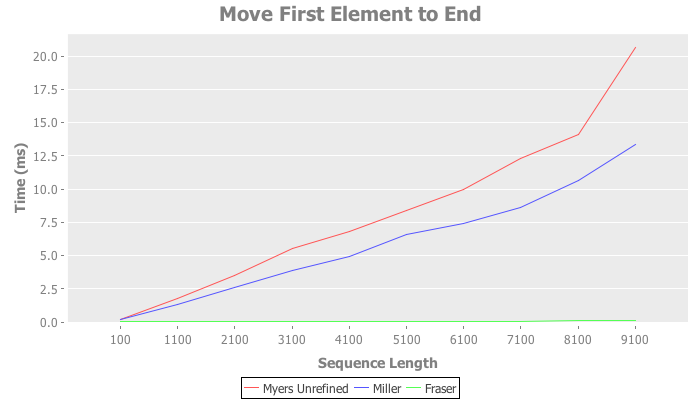 Move First Element to End
20.0
17.5
15.0
12.5
10.0
7.5
5.0
2.5
0.0
Time (ms)
100 1100 2100 3100 4100 5100 6100 7100 8100 9100
Sequence Length
Myers Unrefined Miller Fraser